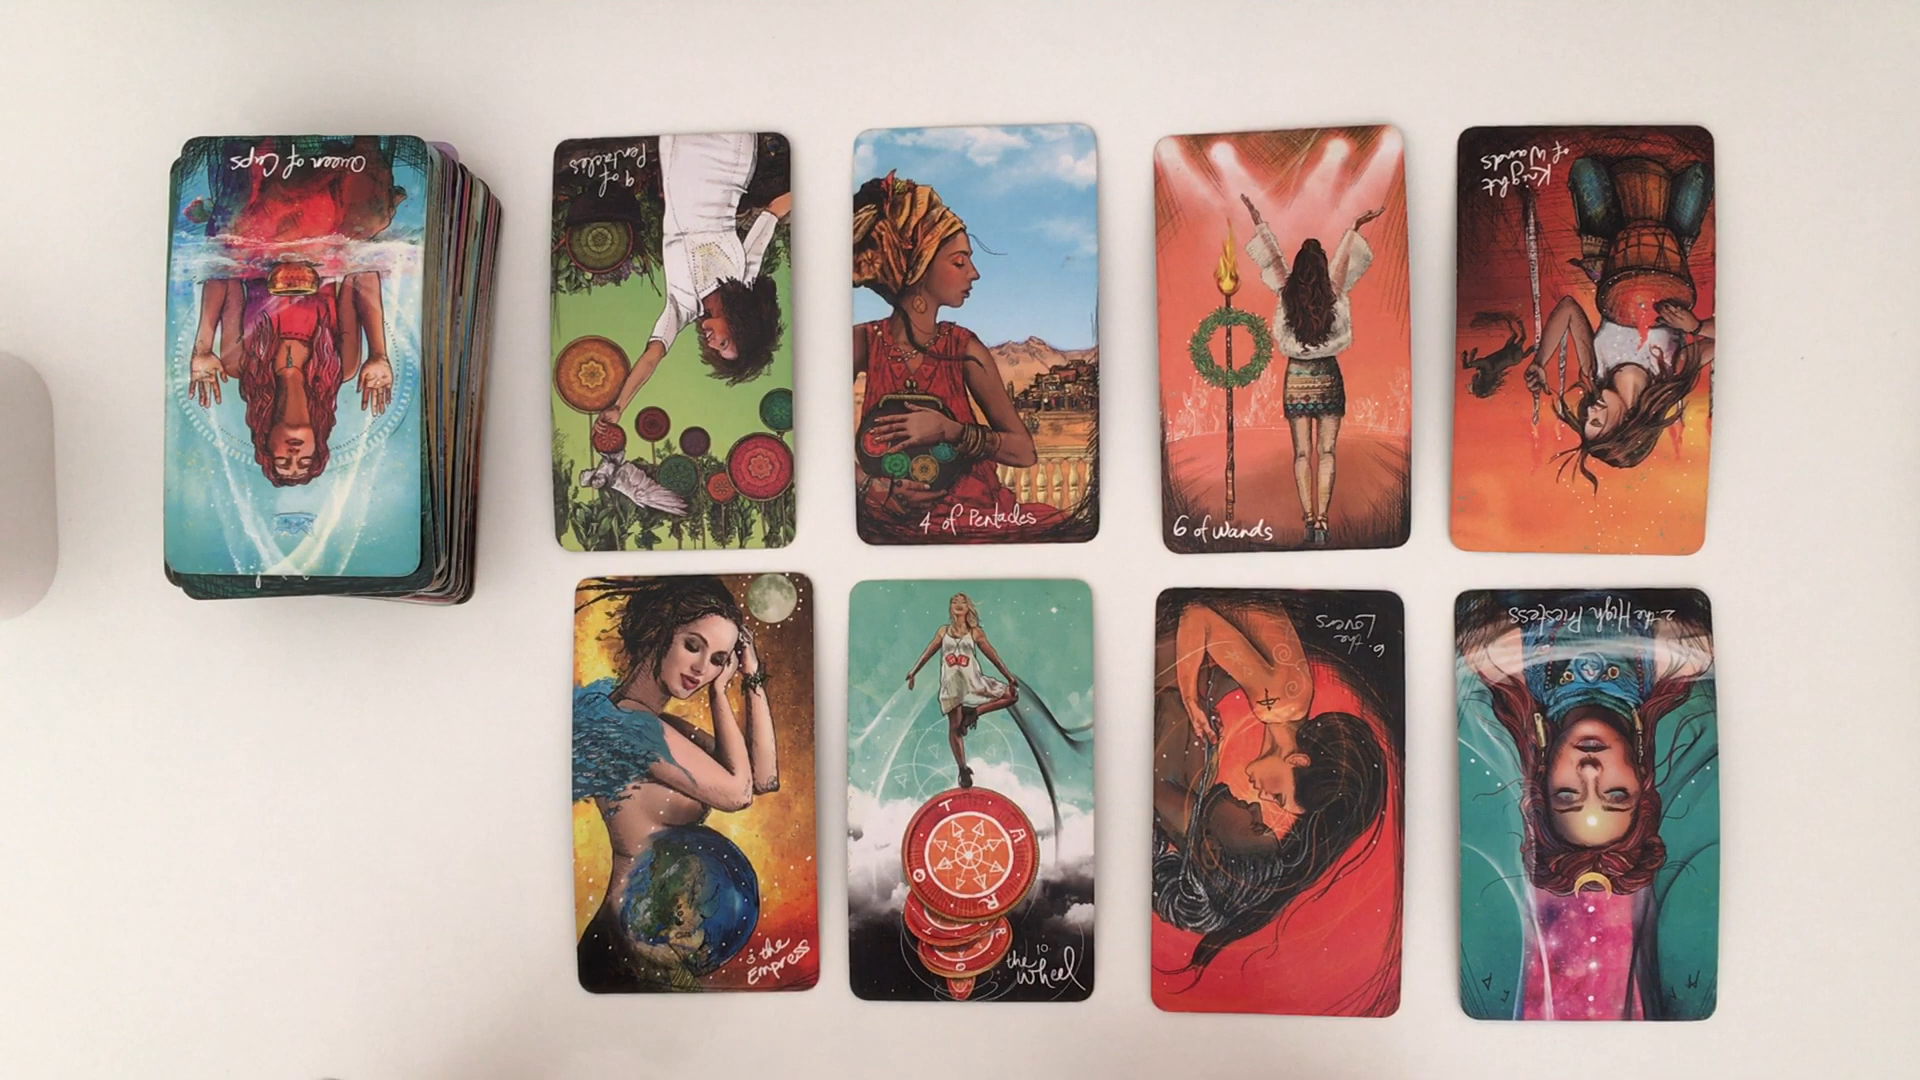 Queen of Cups
9 of
Pentacles
4 of Pentacles
6 of Wands
Knight
of Wands
3 the
Empress
T A R O
T R O
10
the
Wheel
6. the
Lovers
2. the High Priestess